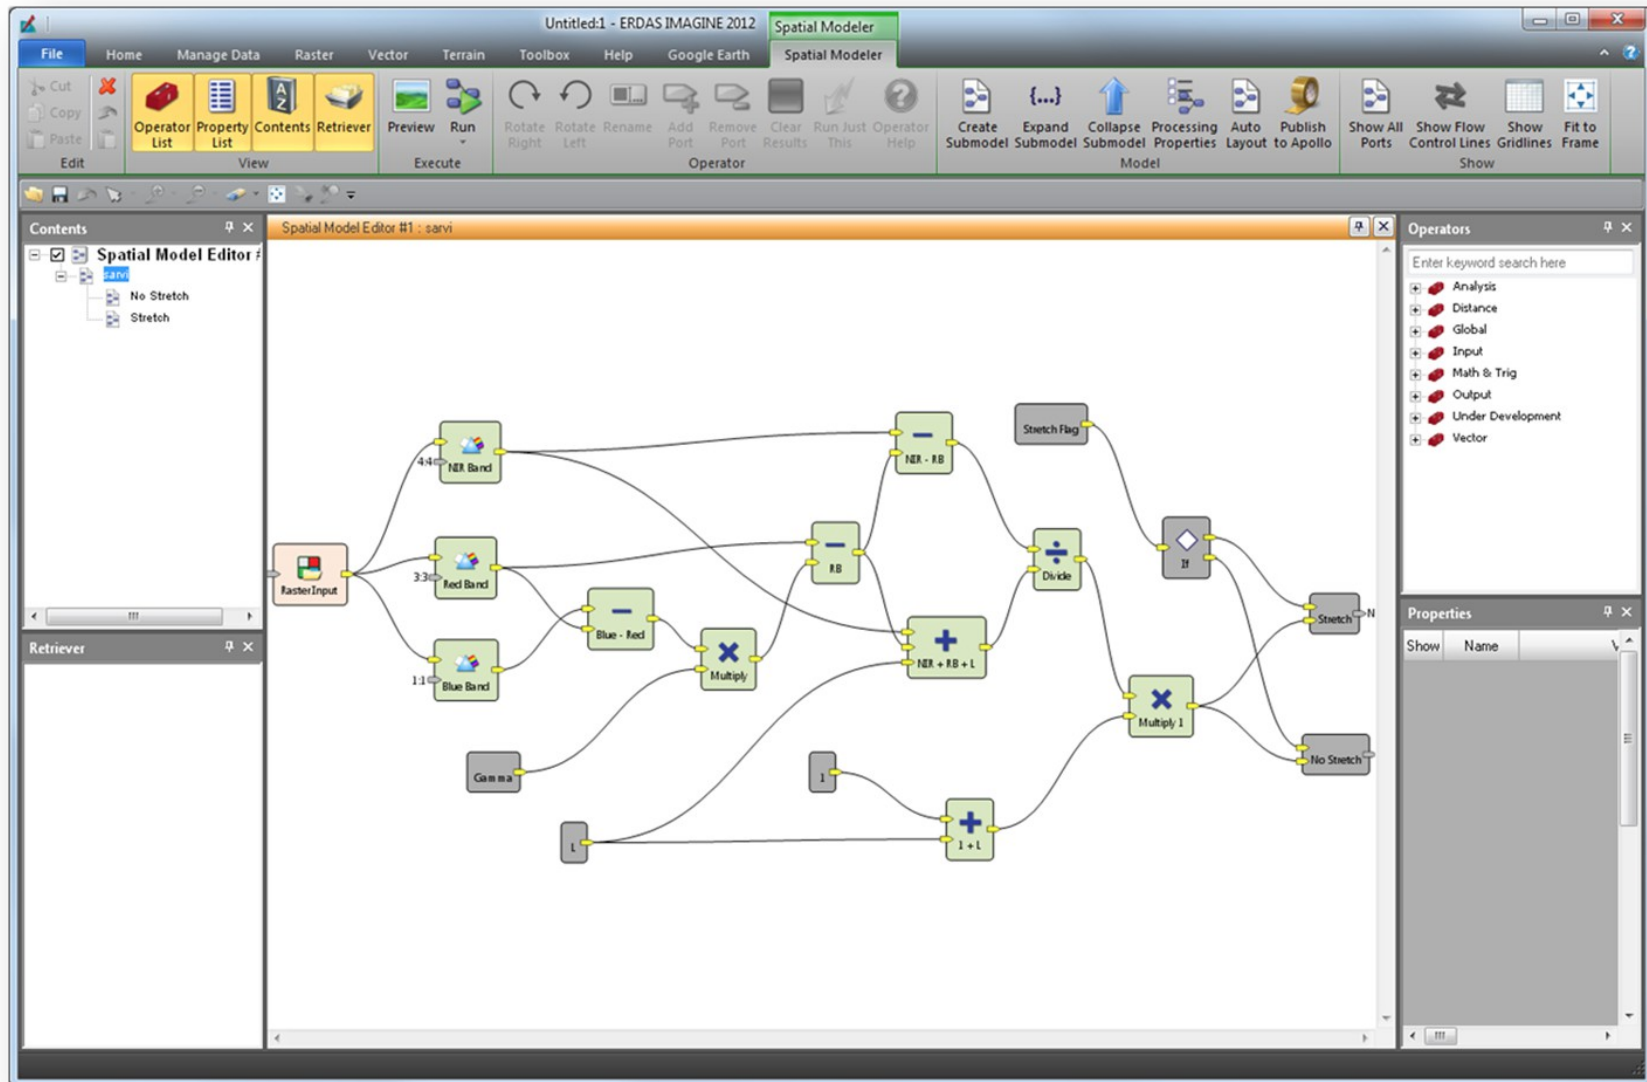 Untitled:1 - ERDAS IMAGINE 2012
Spatial Modeler
File Home Manage Data Raster Vector Terrain Toolbox Help Google Earth Spatial Modeler
Cut
Copy
Paste
Edit
Operator List
Property List
Contents
Retriever
View
Preview
Run
Execute
Rotate Right
Rotate Left
Rename
Add Port
Remove Port
Clear Results
Run Just This
Operator Help
Operator
Create Submodel
Expand Submodel
Collapse Submodel
Processing Properties
Auto Layout
Publish to Apollo
Model
Show All Ports
Show Flow Control Lines
Show Gridlines
Fit to Frame
Show
Contents
Spatial Model Editor #
sarvi
No Stretch
Stretch
Retriever
Spatial Model Editor #1 : sarvi
RasterInput
4:4
NIR Band
3:3
Red Band
1:1
Blue Band
Blue - Red
Gamma
Multiply
L
RB
NIR - RB
NIR + RB + L
1
1 + L
Stretch Flag
Divide
Multiply 1
If
Stretch
N
No Stretch
Operators
Enter keyword search here
Analysis
Distance
Global
Input
Math & Trig
Output
Under Development
Vector
Properties
Show Name V